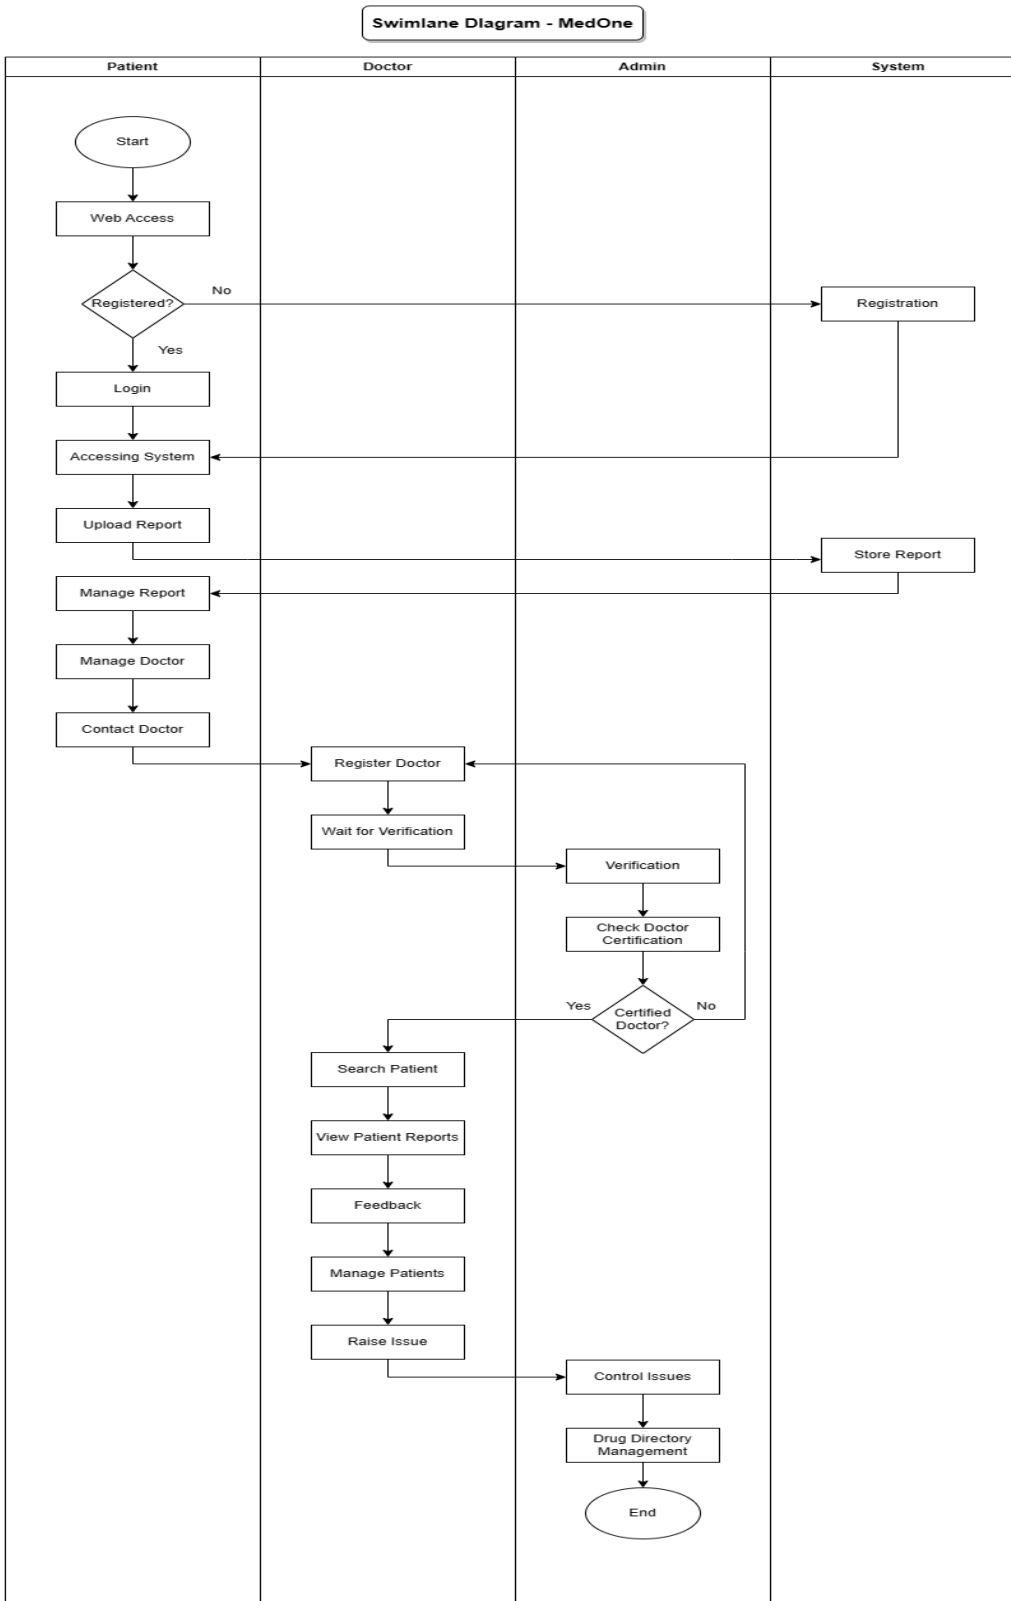 Swimlane DIagram - MedOne
Patient
Doctor
Admin
System
Start
Web Access
Registered?
No
Registration
Yes
Login
Accessing System
Upload Report
Store Report
Manage Report
Manage Doctor
Contact Doctor
Register Doctor
Wait for Verification
Verification
Check Doctor
Certification
Yes
Certified
Doctor?
No
Search Patient
View Patient Reports
Feedback
Manage Patients
Raise Issue
Control Issues
Drug Directory
Management
End